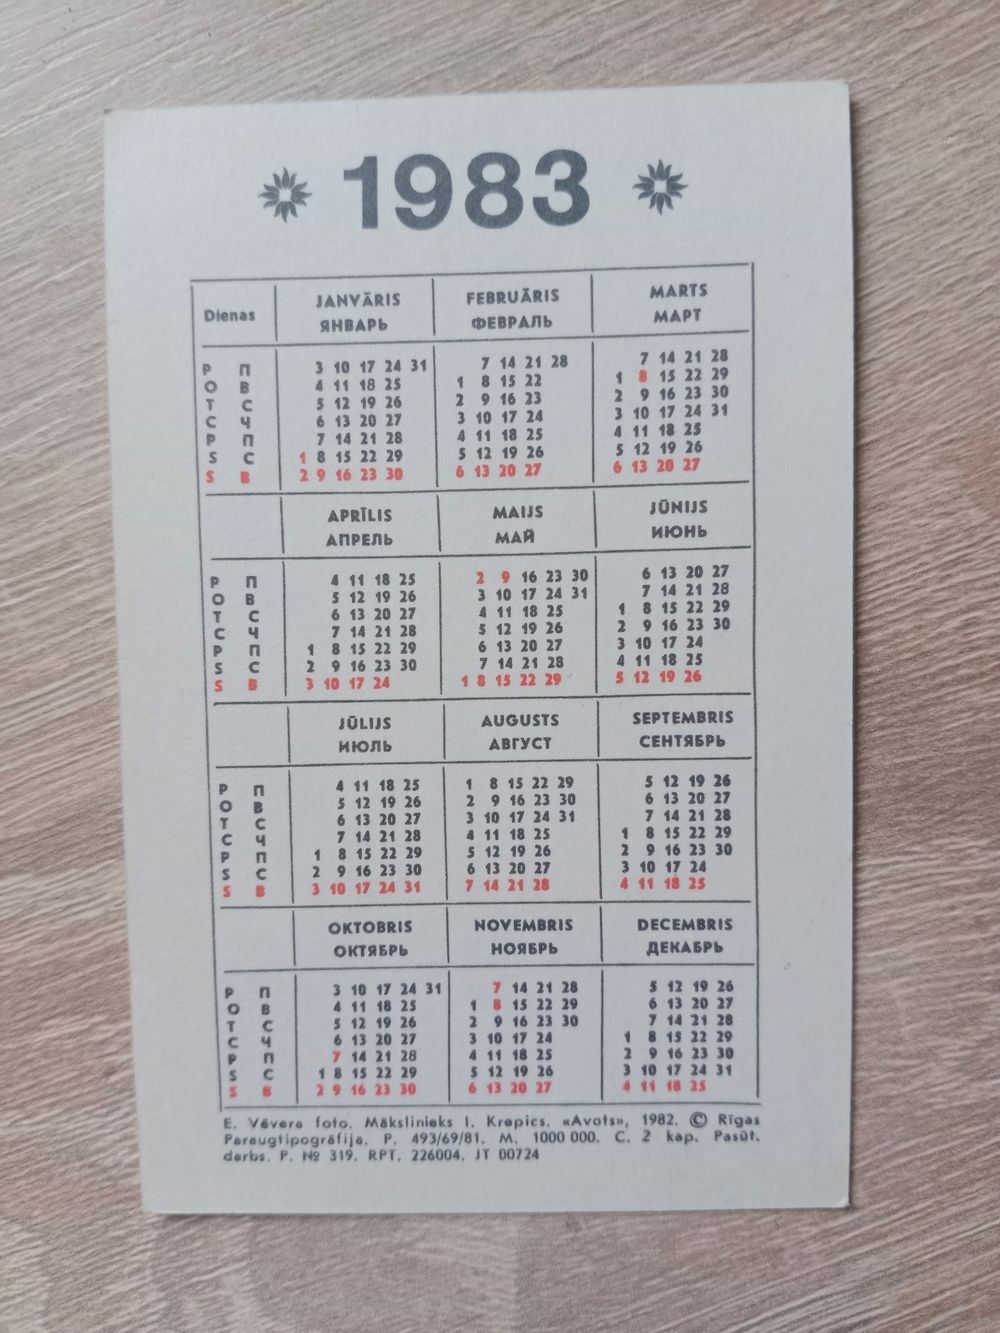 1983
Dienas JANVĀRIS FEBRUĀRIS MARTS
ЯНВАРЬ ФЕВРАЛЬ МАРТ
P П 3 10 17 24 31 7 14 21 28 7 14 21 28
O В 4 11 18 25 1 8 15 22 1 8 15 22 29
T С 5 12 19 26 2 9 16 23 2 9 16 23 30
C Ч 6 13 20 27 3 10 17 24 3 10 17 24 31
P П 7 14 21 28 4 11 18 25 4 11 18 25
S С 1 8 15 22 29 5 12 19 26 5 12 19 26
S В 2 9 16 23 30 6 13 20 27 6 13 20 27
APRĪLIS MAIJS JŪNIJS
АПРЕЛЬ МАЙ ИЮНЬ
P П 4 11 18 25 2 9 16 23 30 6 13 20 27
O В 5 12 19 26 3 10 17 24 31 7 14 21 28
T С 6 13 20 27 4 11 18 25 1 8 15 22 29
C Ч 7 14 21 28 5 12 19 26 2 9 16 23 30
P П 1 8 15 22 29 6 13 20 27 3 10 17 24
S С 2 9 16 23 30 7 14 21 28 4 11 18 25
S В 3 10 17 24 1 8 15 22 29 5 12 19 26
JŪLIJS AUGUSTS SEPTEMBRIS
ИЮЛЬ АВГУСТ СЕНТЯБРЬ
P П 4 11 18 25 1 8 15 22 29 5 12 19 26
O В 5 12 19 26 2 9 16 23 30 6 13 20 27
T С 6 13 20 27 3 10 17 24 31 7 14 21 28
C Ч 7 14 21 28 4 11 18 25 1 8 15 22 29
P П 1 8 15 22 29 5 12 19 26 2 9 16 23 30
S С 2 9 16 23 30 6 13 20 27 3 10 17 24
S В 3 10 17 24 31 7 14 21 28 4 11 18 25
OKTOBRIS NOVEMBRIS DECEMBRIS
ОКТЯБРЬ НОЯБРЬ ДЕКАБРЬ
P П 3 10 17 24 31 7 14 21 28 5 12 19 26
O В 4 11 18 25 1 8 15 22 29 6 13 20 27
T С 5 12 19 26 2 9 16 23 30 7 14 21 28
C Ч 6 13 20 27 3 10 17 24 1 8 15 22 29
P П 7 14 21 28 4 11 18 25 2 9 16 23 30
S С 1 8 15 22 29 5 12 19 26 3 10 17 24 31
S В 2 9 16 23 30 6 13 20 27 4 11 18 25
E. Vēvera foto. Mākslinieks I. Krepics. «Avots», 1982. © Rīgas
Paraugtipogrāfija. P. 493/69/81. M. 1000 000. C. 2 kap. Pasūt.
darbs. P. № 319. RPT. 226004. JT 00724